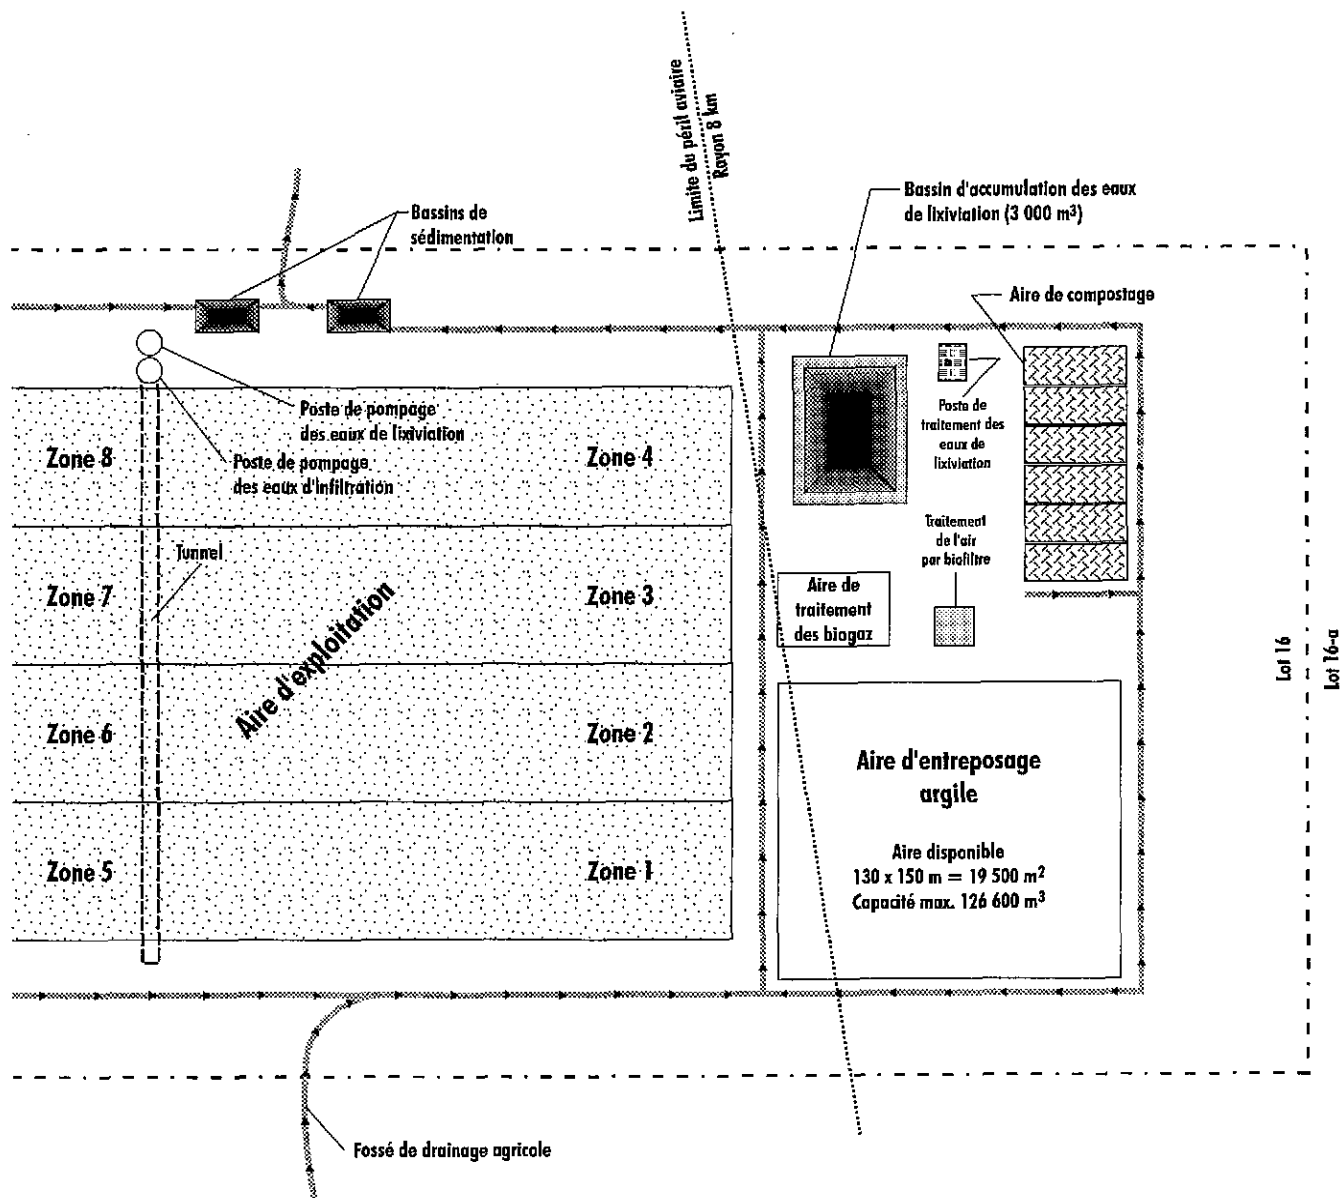 Limite du péril aviaire
Rayon 8 km
Bassin d'accumulation des eaux
de lixiviation (3 000 m³)
Bassins de
sédimentation
Aire de compostage
Poste de pompage
des eaux de lixiviation
Poste de
traitement des
eaux de
lixiviation
Zone 8
Poste de pompage
des eaux d'infiltration
Zone 4
Traitement
de l'air
par biofiltre
Tunnel
Zone 7
Aire d'exploitation
Zone 3
Aire de
traitement
des biogaz
Lot 16
Lot 16-a
Zone 6
Zone 2
Aire d'entreposage
argile
Aire disponible
130 x 150 m = 19 500 m²
Capacité max. 126 600 m³
Zone 5
Zone 1
Fossé de drainage agricole